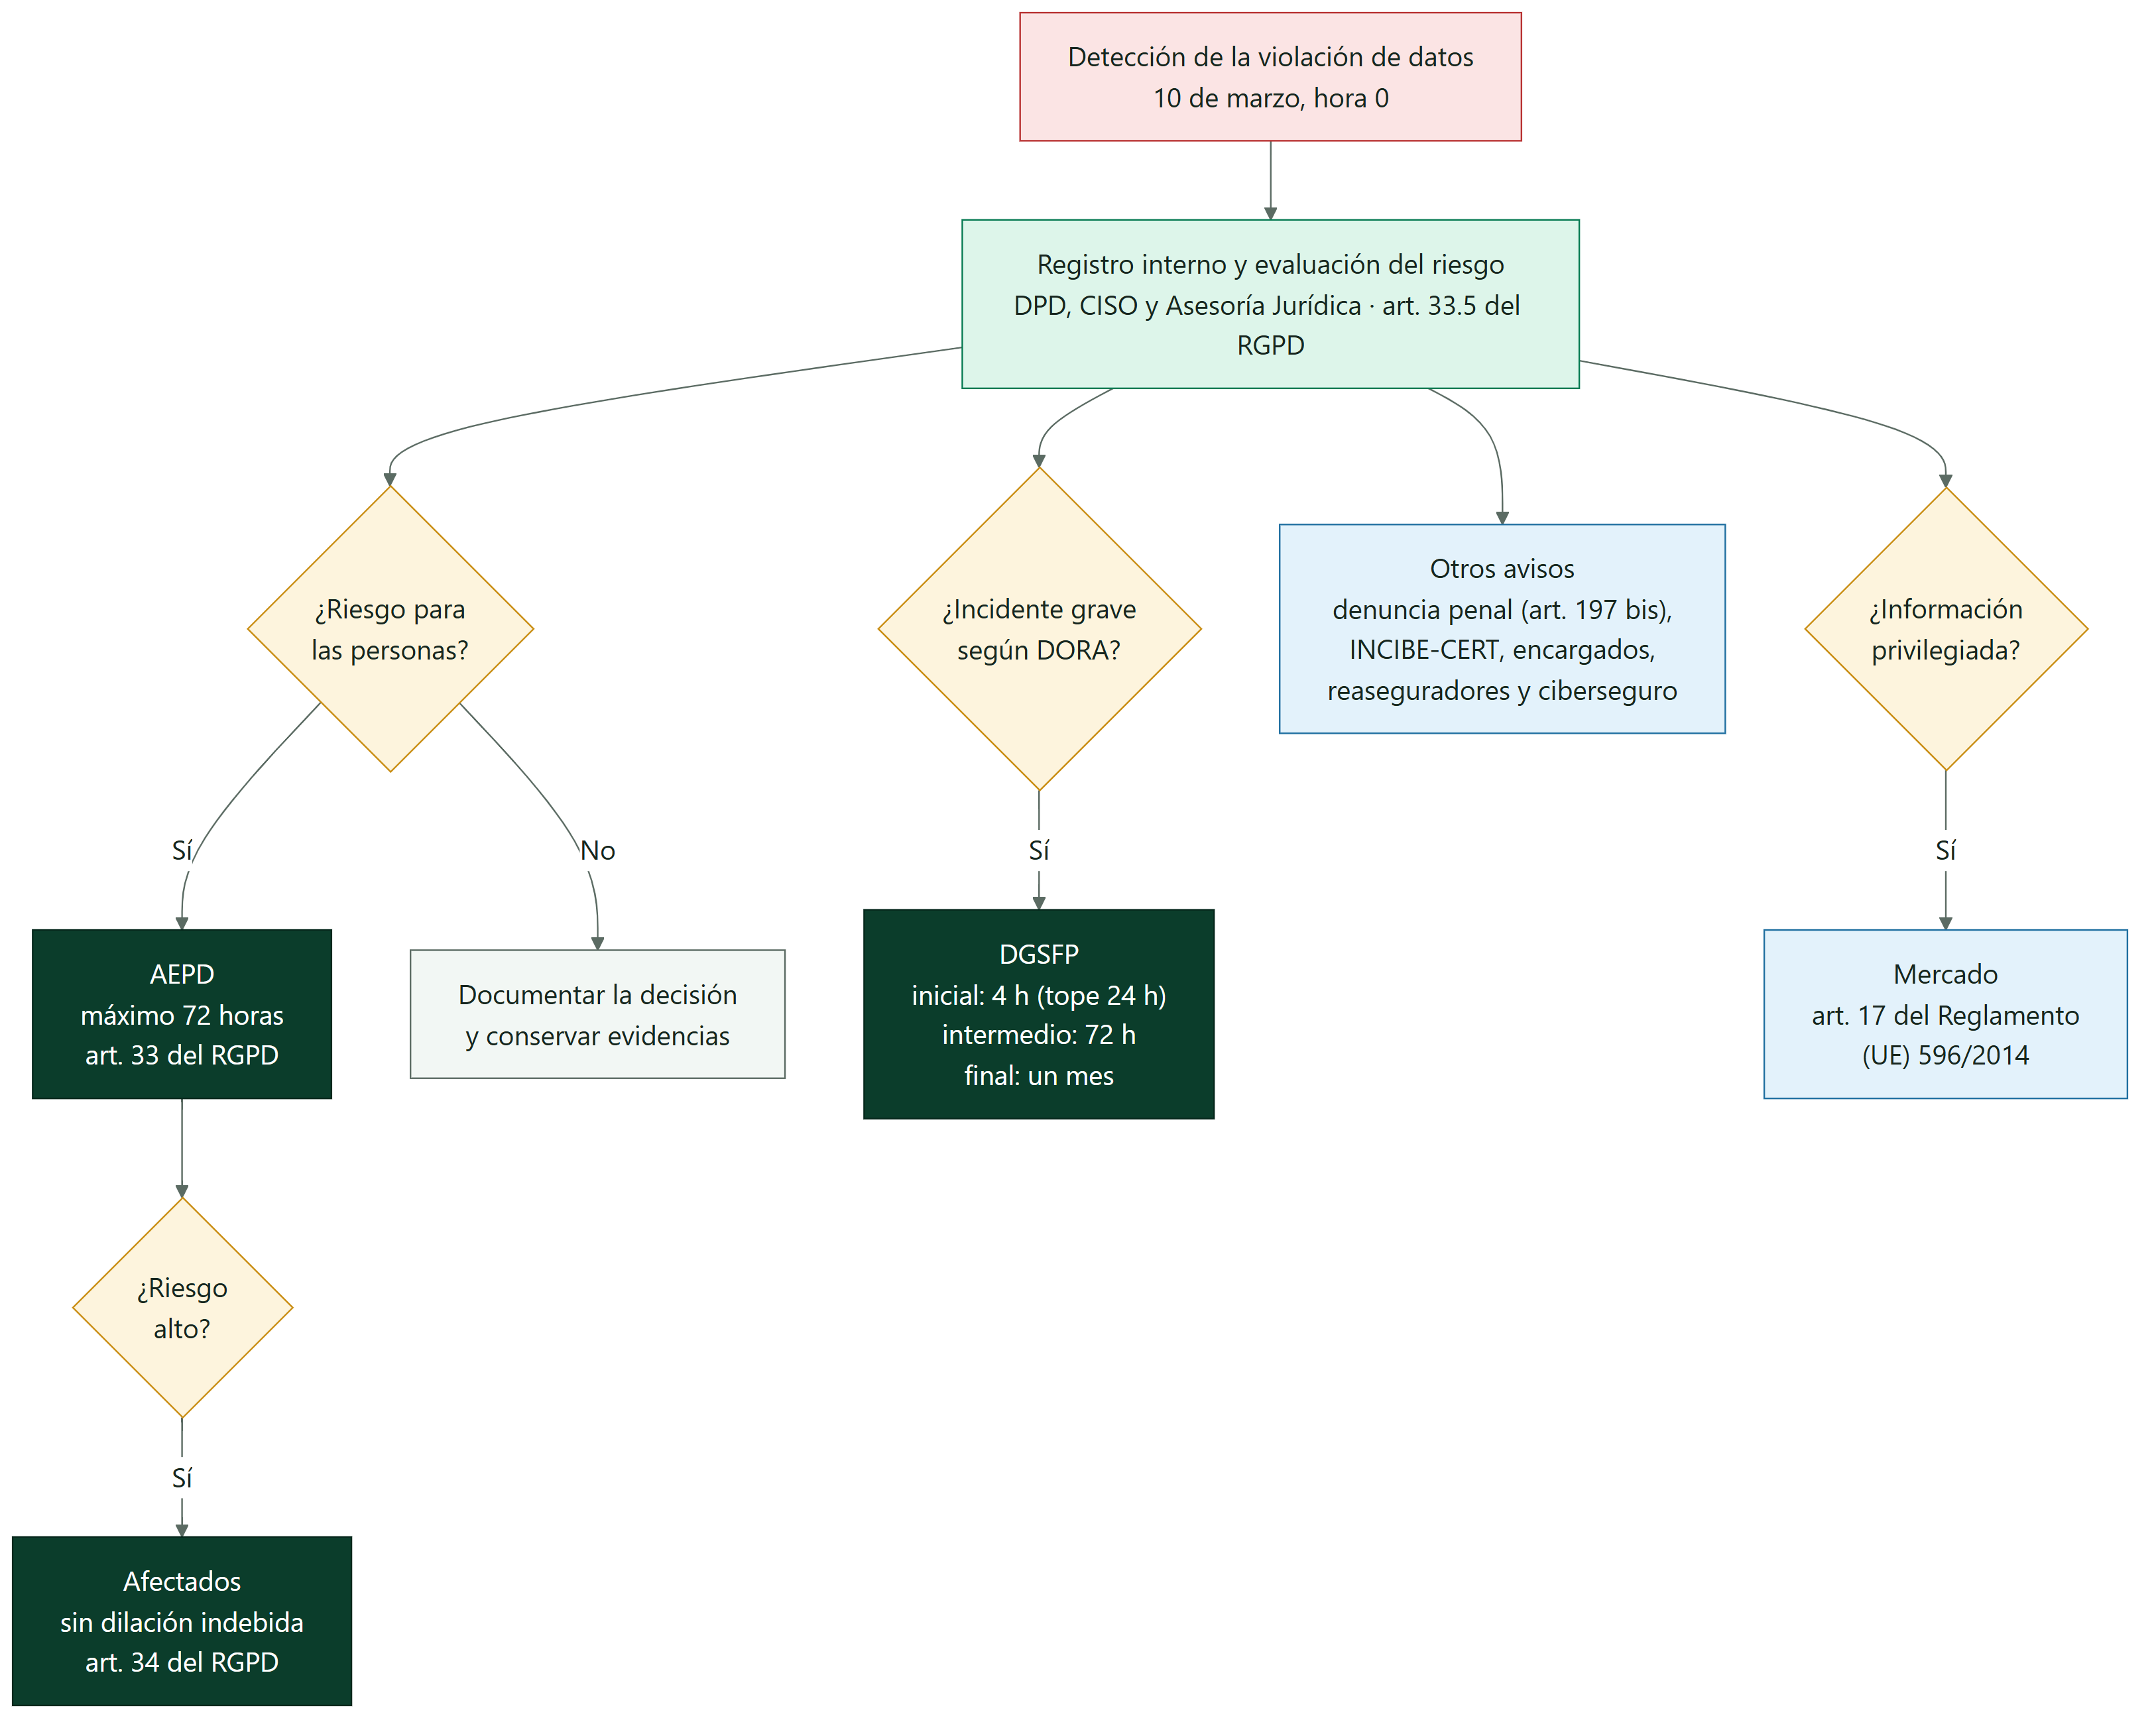 Detección de la violación de datos
10 de marzo, hora 0
Registro interno y evaluación del riesgo
DPD, CISO y Asesoría Jurídica · art. 33.5 del
RGPD
¿Riesgo para
las personas?
¿Incidente grave
según DORA?
Otros avisos
denuncia penal (art. 197 bis),
INCIBE-CERT, encargados,
reaseguradores y ciberseguro
¿Información
privilegiada?
Sí
No
Sí
Sí
AEPD
máximo 72 horas
art. 33 del RGPD
Documentar la decisión
y conservar evidencias
DGSFP
inicial: 4 h (tope 24 h)
intermedio: 72 h
final: un mes
Mercado
art. 17 del Reglamento
(UE) 596/2014
¿Riesgo
alto?
Sí
Afectados
sin dilación indebida
art. 34 del RGPD